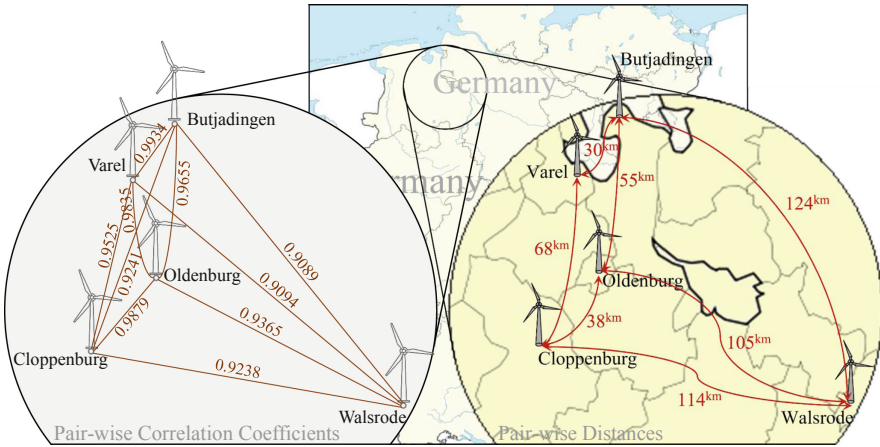 Germany
Germany
Butjadingen
Varel
Oldenburg
Cloppenburg
Walsrode
0.9934
0.9655
0.9835
0.9525
0.9241
0.9879
0.9089
0.9094
0.9365
0.9238
Pair-wise Correlation Coefficients
Butjadingen
Varel
Oldenburg
Cloppenburg
Walsrode
30km
55km
124km
68km
38km
105km
114km
Pair-wise Distances